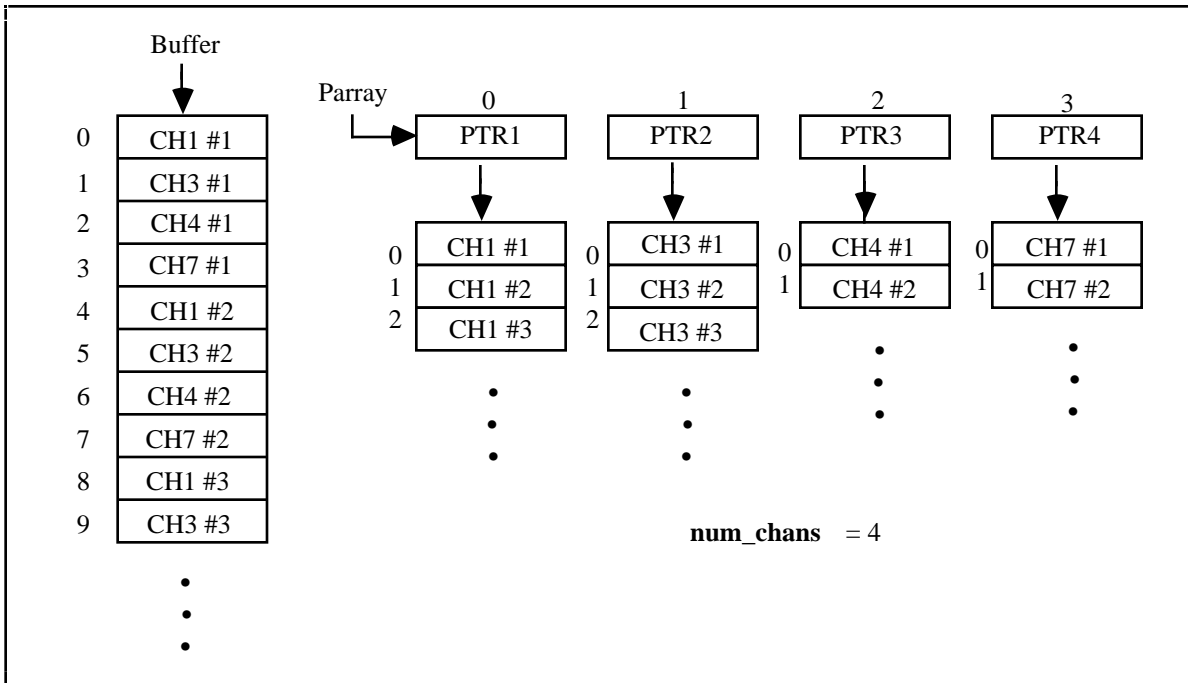 Buffer
0 CH1 #1
1 CH3 #1
2 CH4 #1
3 CH7 #1
4 CH1 #2
5 CH3 #2
6 CH4 #2
7 CH7 #2
8 CH1 #3
9 CH3 #3
Parray
0
PTR1
0 CH1 #1
1 CH1 #2
2 CH1 #3
1
PTR2
0 CH3 #1
1 CH3 #2
2 CH3 #3
2
PTR3
0 CH4 #1
1 CH4 #2
3
PTR4
0 CH7 #1
1 CH7 #2
num_chans = 4